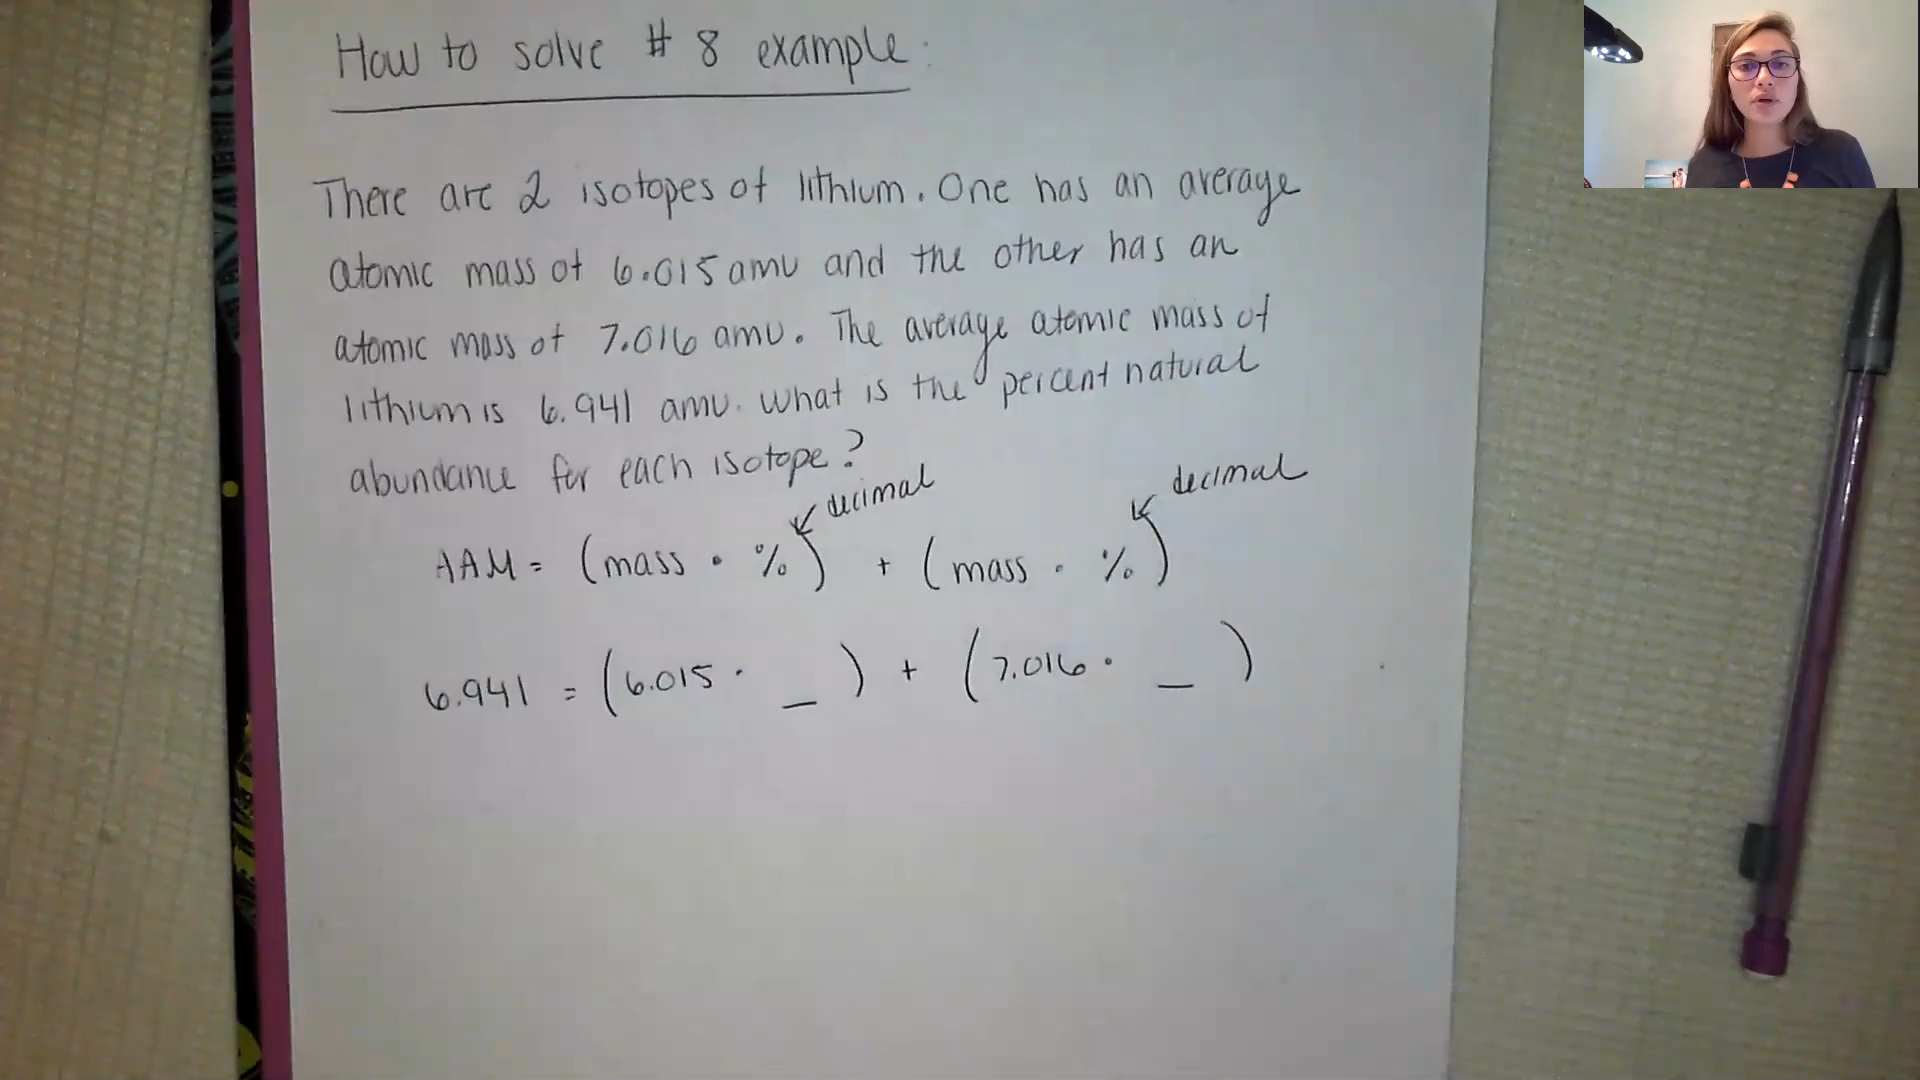 How to solve # 8 example:
There are 2 isotopes of lithium. One has an average
atomic mass of 6.015 amu and the other has an
atomic mass of 7.016 amu. The average atomic mass of
lithium is 6.941 amu. What is the percent natural
abundance for each isotope?
decimal decimal
AAM = (mass · %) + (mass · %)
6.941 = (6.015 · _ ) + (7.016 · _ )